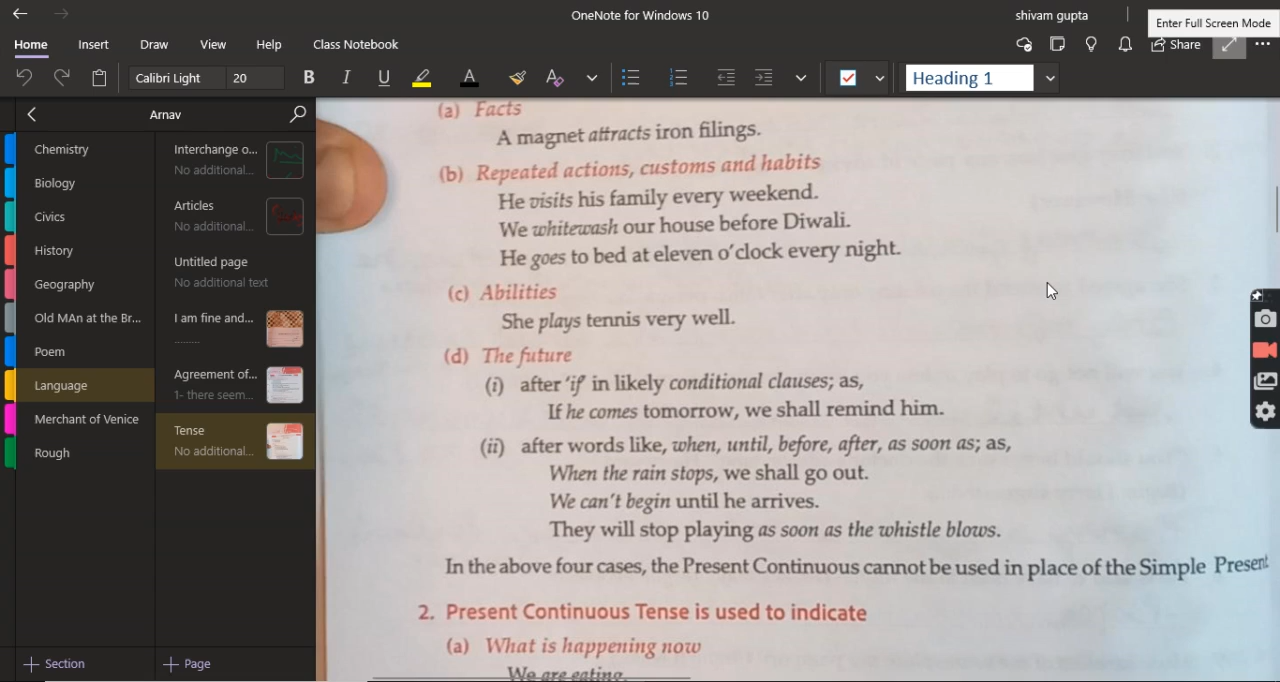 OneNote for Windows 10
shivam gupta
Enter Full Screen Mode
Home Insert Draw View Help Class Notebook
Share
Calibri Light 20 B I U A A Heading 1
Arnav
Chemistry
Biology
Civics
History
Geography
Old MAn at the Br...
Poem
Language
Merchant of Venice
Rough
Interchange o...
No additional...
Articles
No additional...
Untitled page
No additional text
I am fine and...
.........
Agreement of...
1- there seem...
Tense
No additional...
+ Section
+ Page
(a) Facts
A magnet attracts iron filings.
(b) Repeated actions, customs and habits
He visits his family every weekend.
We whitewash our house before Diwali.
He goes to bed at eleven o'clock every night.
(c) Abilities
She plays tennis very well.
(d) The future
(i) after 'if' in likely conditional clauses; as,
If he comes tomorrow, we shall remind him.
(ii) after words like, when, until, before, after, as soon as; as,
When the rain stops, we shall go out.
We can't begin until he arrives.
They will stop playing as soon as the whistle blows.
In the above four cases, the Present Continuous cannot be used in place of the Simple Present
2. Present Continuous Tense is used to indicate
(a) What is happening now
We are eating.